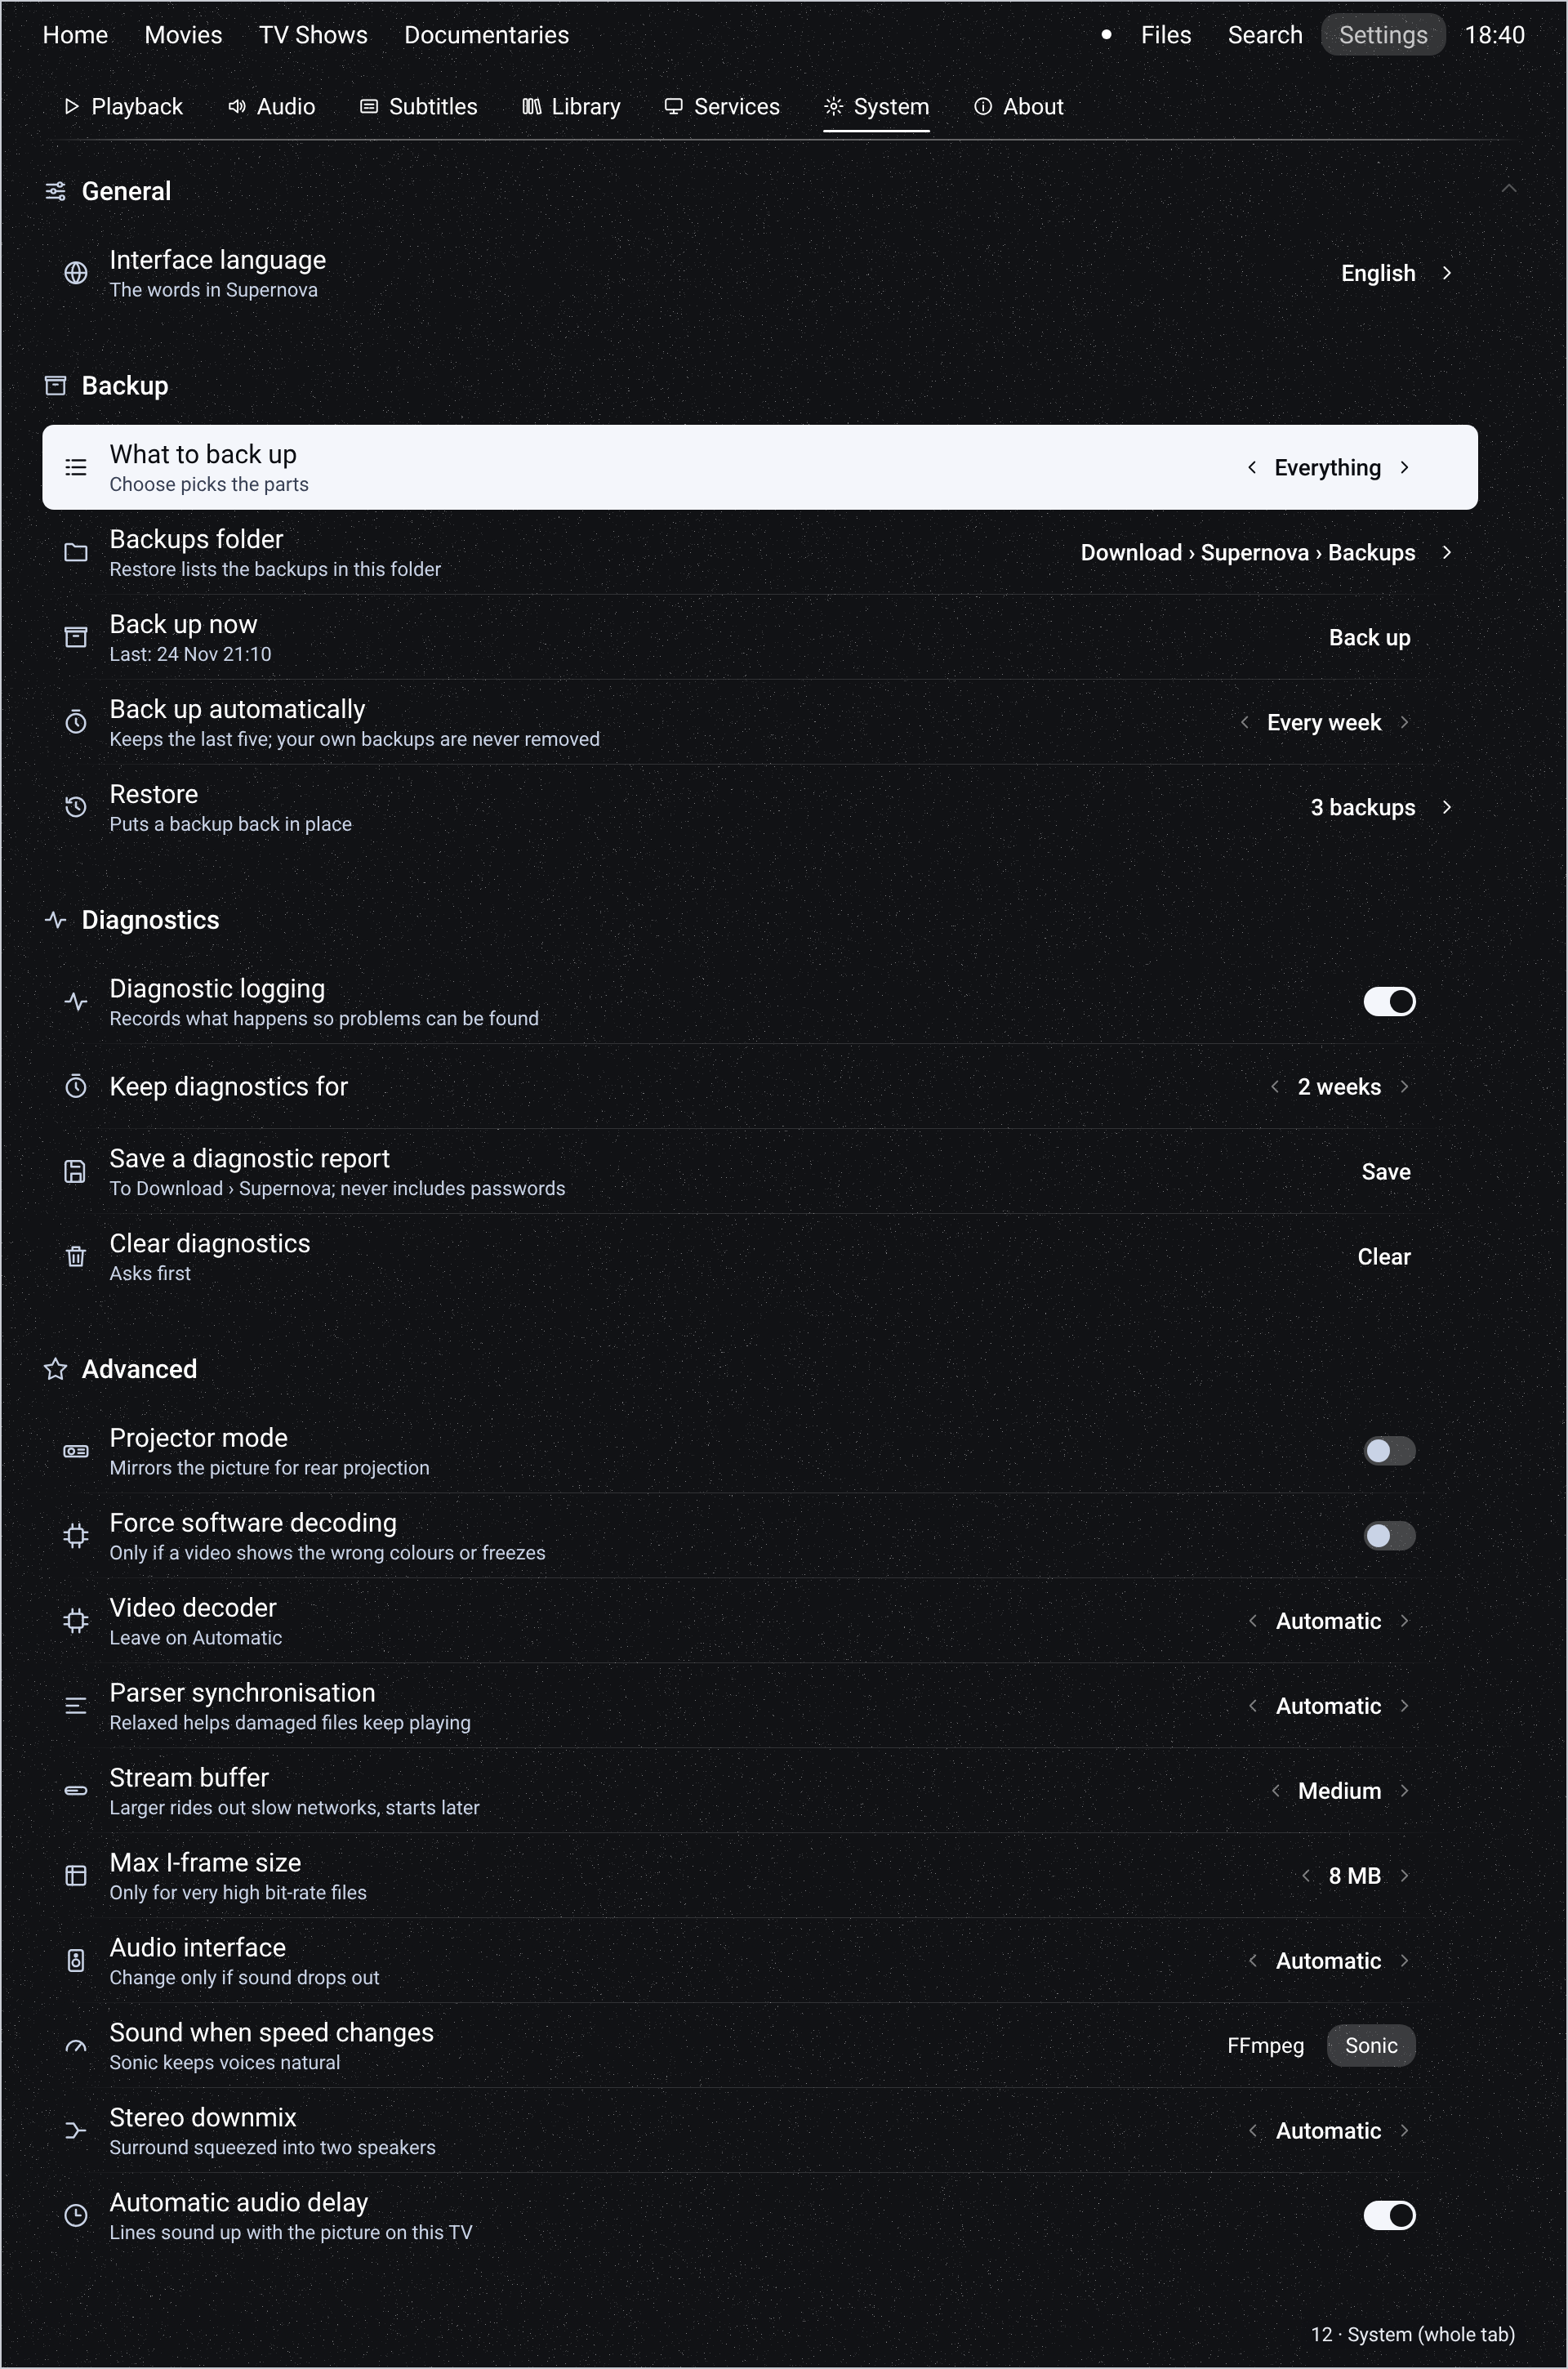 Home Movies TV Shows Documentaries Files Search Settings 18:40
Playback Audio Subtitles Library Services System About
General
Interface language
The words in Supernova
English
Backup
What to back up
Choose picks the parts
Everything
Backups folder
Restore lists the backups in this folder
Download › Supernova › Backups
Back up now
Last: 24 Nov 21:10
Back up
Back up automatically
Keeps the last five; your own backups are never removed
Every week
Restore
Puts a backup back in place
3 backups
Diagnostics
Diagnostic logging
Records what happens so problems can be found
Keep diagnostics for
2 weeks
Save a diagnostic report
To Download › Supernova; never includes passwords
Save
Clear diagnostics
Asks first
Clear
Advanced
Projector mode
Mirrors the picture for rear projection
Force software decoding
Only if a video shows the wrong colours or freezes
Video decoder
Leave on Automatic
Automatic
Parser synchronisation
Relaxed helps damaged files keep playing
Automatic
Stream buffer
Larger rides out slow networks, starts later
Medium
Max I-frame size
Only for very high bit-rate files
8 MB
Audio interface
Change only if sound drops out
Automatic
Sound when speed changes
Sonic keeps voices natural
FFmpeg Sonic
Stereo downmix
Surround squeezed into two speakers
Automatic
Automatic audio delay
Lines sound up with the picture on this TV
12 · System (whole tab)